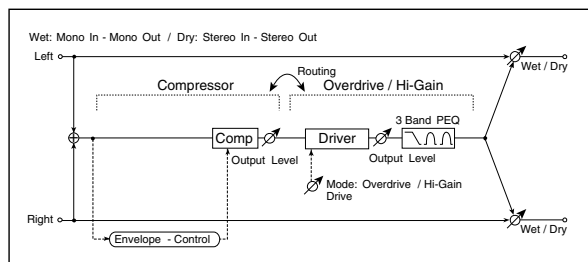 Wet: Mono In - Mono Out / Dry: Stereo In - Stereo Out
Left
Wet / Dry
Routing
Compressor
Overdrive / Hi-Gain
3 Band PEQ
Comp
Driver
Output Level
Output Level
Mode: Overdrive / Hi-Gain
Drive
Right
Envelope - Control
Wet / Dry